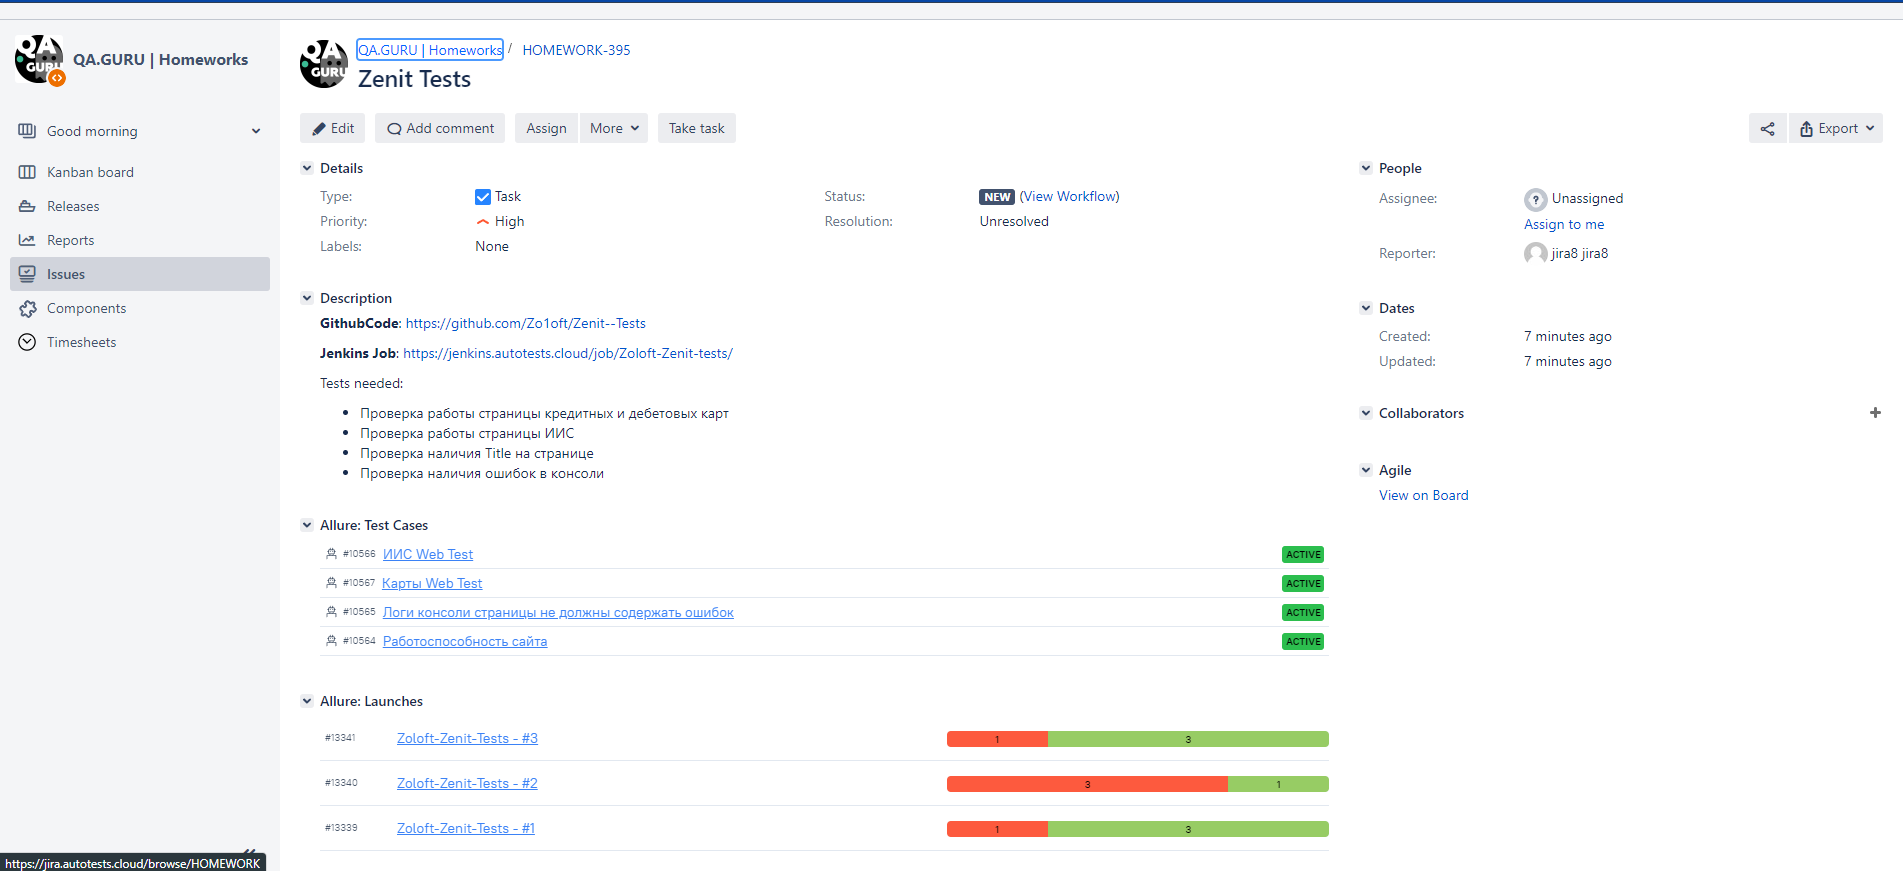 QA.GURU | Homeworks
Good morning
Kanban board
Releases
Reports
Issues
Components
Timesheets
https://jira.autotests.cloud/browse/HOMEWORK
QA.GURU | Homeworks / HOMEWORK-395
Zenit Tests
Edit Add comment Assign More Take task Export
Details
Type: Task Status: NEW (View Workflow)
Priority: High Resolution: Unresolved
Labels: None
Description
GithubCode: https://github.com/Zo1oft/Zenit--Tests
Jenkins Job: https://jenkins.autotests.cloud/job/Zoloft-Zenit-tests/
Tests needed:
• Проверка работы страницы кредитных и дебетовых карт
• Проверка работы страницы ИИС
• Проверка наличия Title на странице
• Проверка наличия ошибок в консоли
Allure: Test Cases
#10566 ИИС Web Test ACTIVE
#10567 Карты Web Test ACTIVE
#10565 Логи консоли страницы не должны содержать ошибок ACTIVE
#10564 Работоспособность сайта ACTIVE
Allure: Launches
#13341 Zoloft-Zenit-Tests - #3 1 3
#13340 Zoloft-Zenit-Tests - #2 3 1
#13339 Zoloft-Zenit-Tests - #1 1 3
People
Assignee: Unassigned
Assign to me
Reporter: jira8 jira8
Dates
Created: 7 minutes ago
Updated: 7 minutes ago
Collaborators
Agile
View on Board